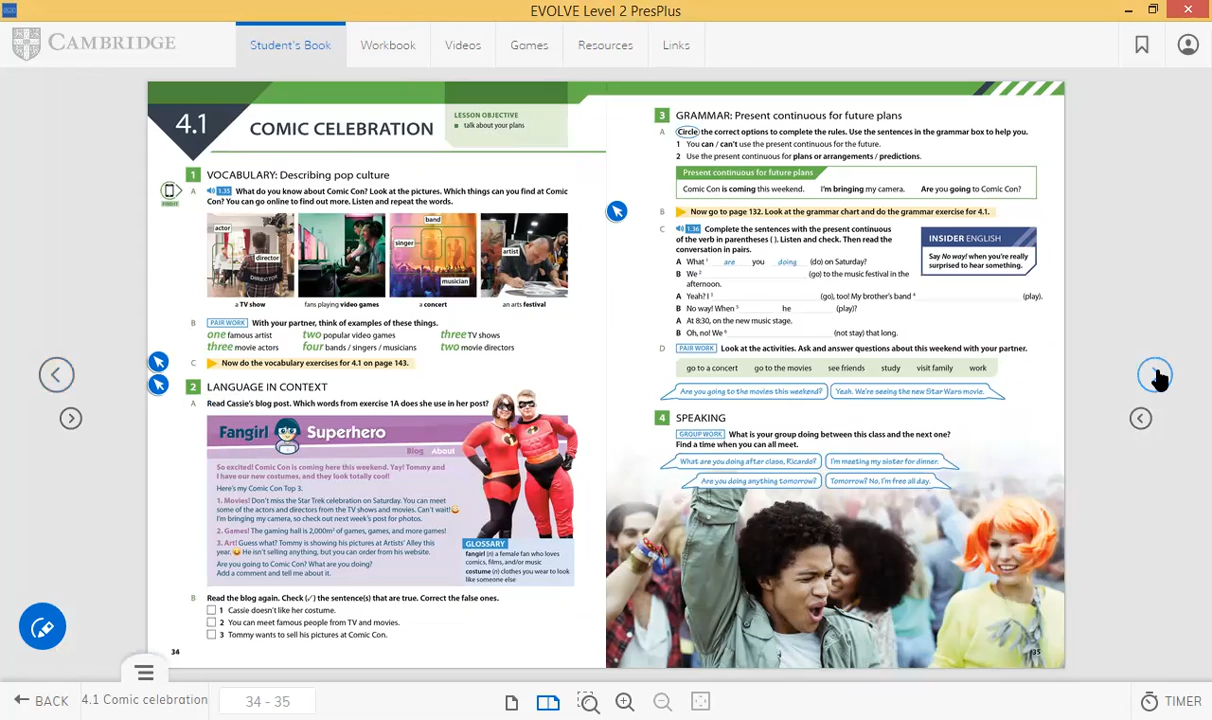 EVOLVE Level 2 PresPlus
CAMBRIDGE
Student's Book
Workbook
Videos
Games
Resources
Links
4.1
COMIC CELEBRATION
LESSON OBJECTIVE
■ talk about your plans
1 VOCABULARY: Describing pop culture
A 1.35 What do you know about Comic Con? Look at the pictures. Which things can you find at Comic
Con? You can go online to find out more. Listen and repeat the words.
actor
director
DIRECTOR
band
singer
musician
artist
a TV show
fans playing video games
a concert
an arts festival
B PAIR WORK With your partner, think of examples of these things.
one famous artist two popular video games three TV shows
three movie actors four bands / singers / musicians two movie directors
C Now do the vocabulary exercises for 4.1 on page 143.
2 LANGUAGE IN CONTEXT
A Read Cassie's blog post. Which words from exercise 1A does she use in her post?
Fangirl Superhero
Blog About
So excited! Comic Con is coming here this weekend. Yay! Tommy and
I have our new costumes, and they look totally cool!
Here's my Comic Con Top 3.
1. Movies! Don't miss the Star Trek celebration on Saturday. You can meet
some of the actors and directors from the TV shows and movies. Can't wait!
I'm bringing my camera, so check out next week's post for photos.
2. Games! The gaming hall is 2,000m² of games, games, and more games!
3. Art! Guess what? Tommy is showing his pictures at Artists' Alley this
year. He isn't selling anything, but you can order from his website.
Are you going to Comic Con? What are you doing?
Add a comment and tell me about it.
GLOSSARY
fangirl (n) a female fan who loves
comics, films, and/or music
costume (n) clothes you wear to look
like someone else
B Read the blog again. Check (✓) the sentence(s) that are true. Correct the false ones.
1 Cassie doesn't like her costume.
2 You can meet famous people from TV and movies.
3 Tommy wants to sell his pictures at Comic Con.
34
3 GRAMMAR: Present continuous for future plans
A Circle the correct options to complete the rules. Use the sentences in the grammar box to help you.
1 You can / can't use the present continuous for the future.
2 Use the present continuous for plans or arrangements / predictions.
Present continuous for future plans
Comic Con is coming this weekend. I'm bringing my camera. Are you going to Comic Con?
B Now go to page 132. Look at the grammar chart and do the grammar exercise for 4.1.
C 1.36 Complete the sentences with the present continuous
of the verb in parentheses ( ). Listen and check. Then read the
conversation in pairs.
INSIDER ENGLISH
Say No way! when you're really
surprised to hear something.
A What 1 are you doing (do) on Saturday?
B We 2 (go) to the music festival in the
afternoon.
A Yeah? I 3 (go), too! My brother's band 4 (play).
B No way! When 5 he (play)?
A At 8:30, on the new music stage.
B Oh, no! We 6 (not stay) that long.
D PAIR WORK Look at the activities. Ask and answer questions about this weekend with your partner.
go to a concert go to the movies see friends study visit family work
Are you going to the movies this weekend? Yeah. We're seeing the new Star Wars movie.
4 SPEAKING
GROUP WORK What is your group doing between this class and the next one?
Find a time when you can all meet.
What are you doing after class, Ricardo? I'm meeting my sister for dinner.
Are you doing anything tomorrow? Tomorrow? No, I'm free all day.
35
BACK
4.1 Comic celebration
34 - 35
TIMER